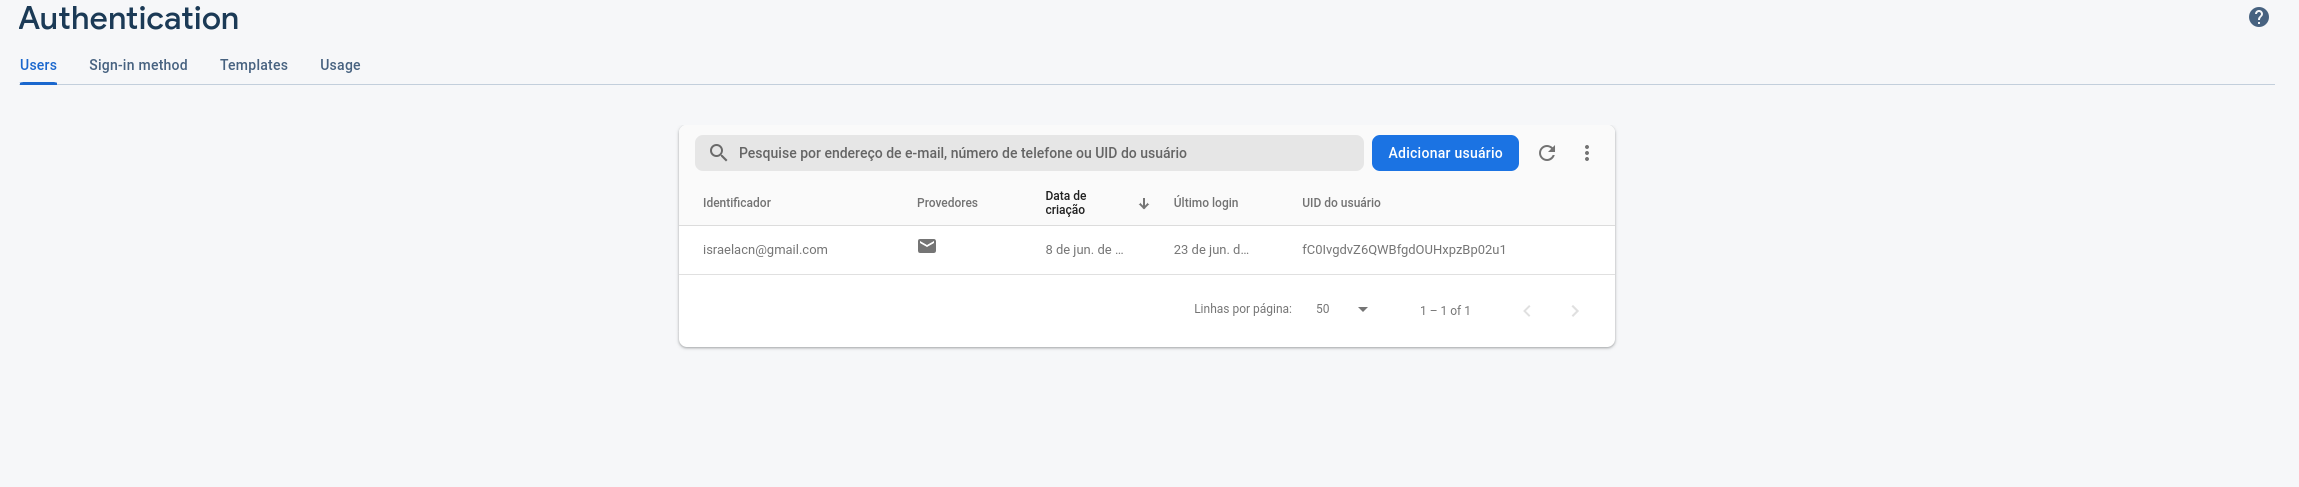 Authentication
Users Sign-in method Templates Usage
Pesquise por endereço de e-mail, número de telefone ou UID do usuário Adicionar usuário
Identificador Provedores Data de criação Último login UID do usuário
israelacn@gmail.com 8 de jun. de ... 23 de jun. d... fC0IvgdvZ6QWBfgdOUHxpzBp02u1
Linhas por página: 50 1 – 1 of 1